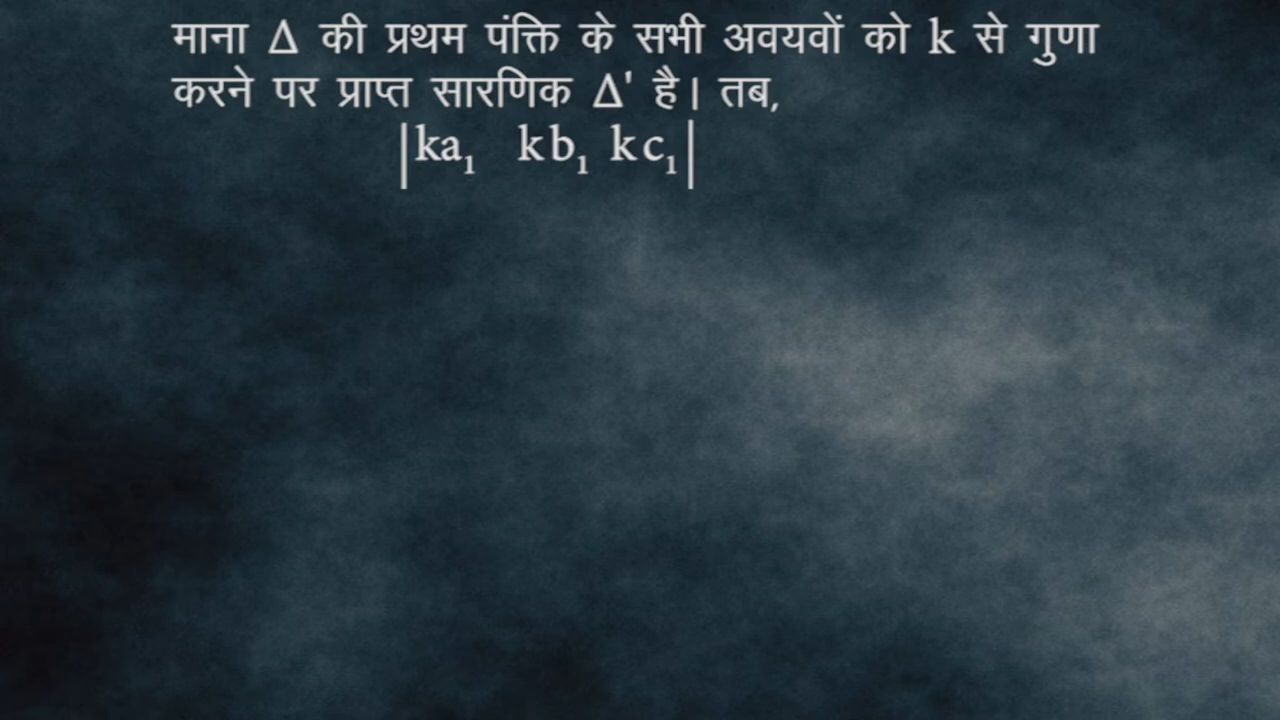 माना Δ की प्रथम पंक्ति के सभी अवयवों को k से गुणा
करने पर प्राप्त सारणिक Δ' है। तब,
|ka₁ kb₁ kc₁|